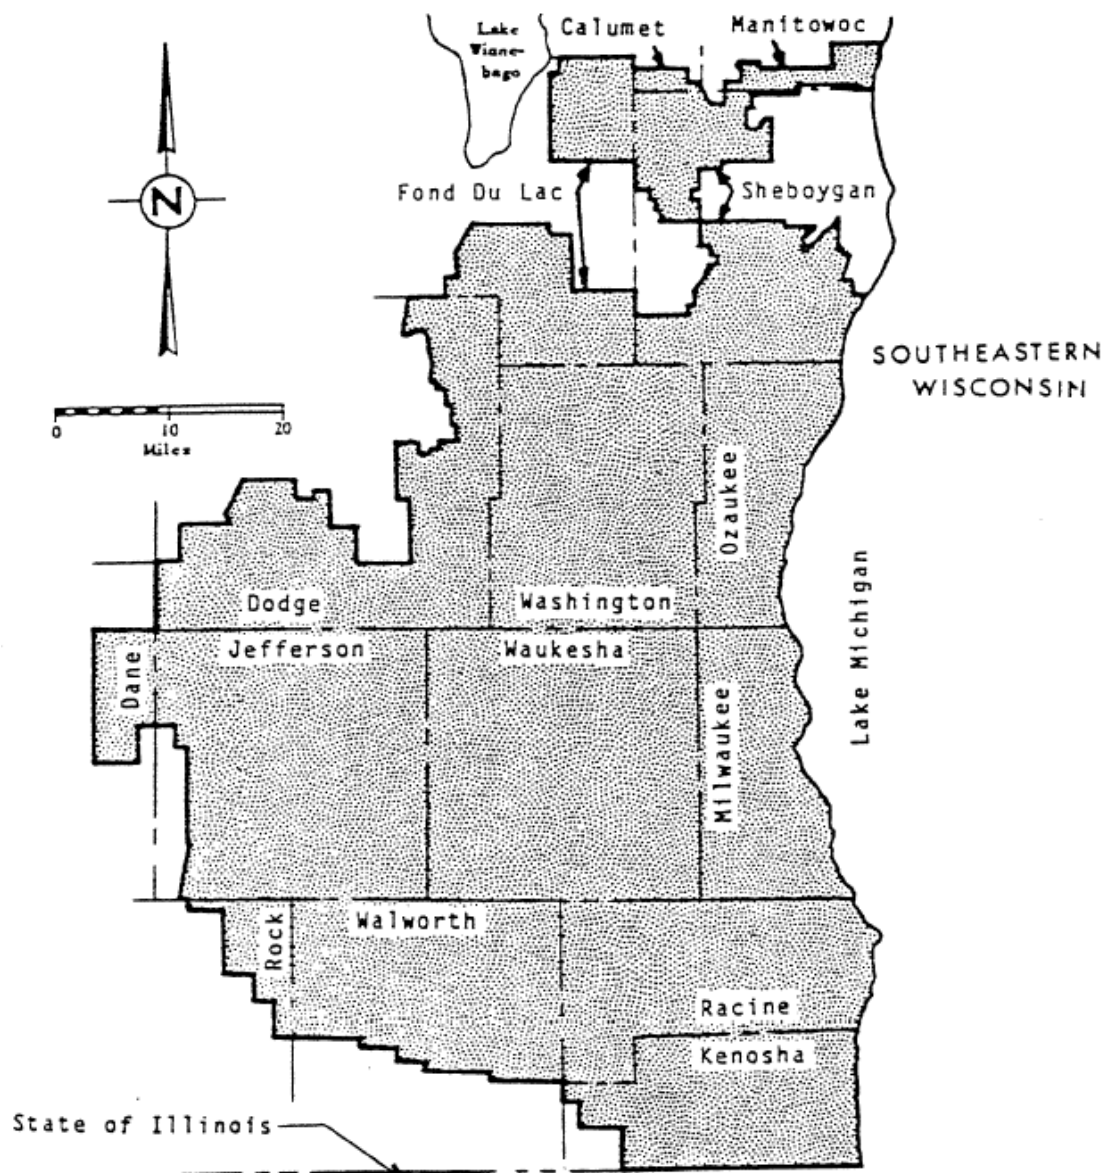 Lake
Winne-
bago
Calumet
Manitowoc
N
Fond Du Lac
Sheboygan
SOUTHEASTERN
WISCONSIN
0 10 20
Miles
Ozaukee
Dodge
Washington
Jefferson
Waukesha
Dane
Milwaukee
Lake Michigan
Rock
Walworth
Racine
Kenosha
State of Illinois